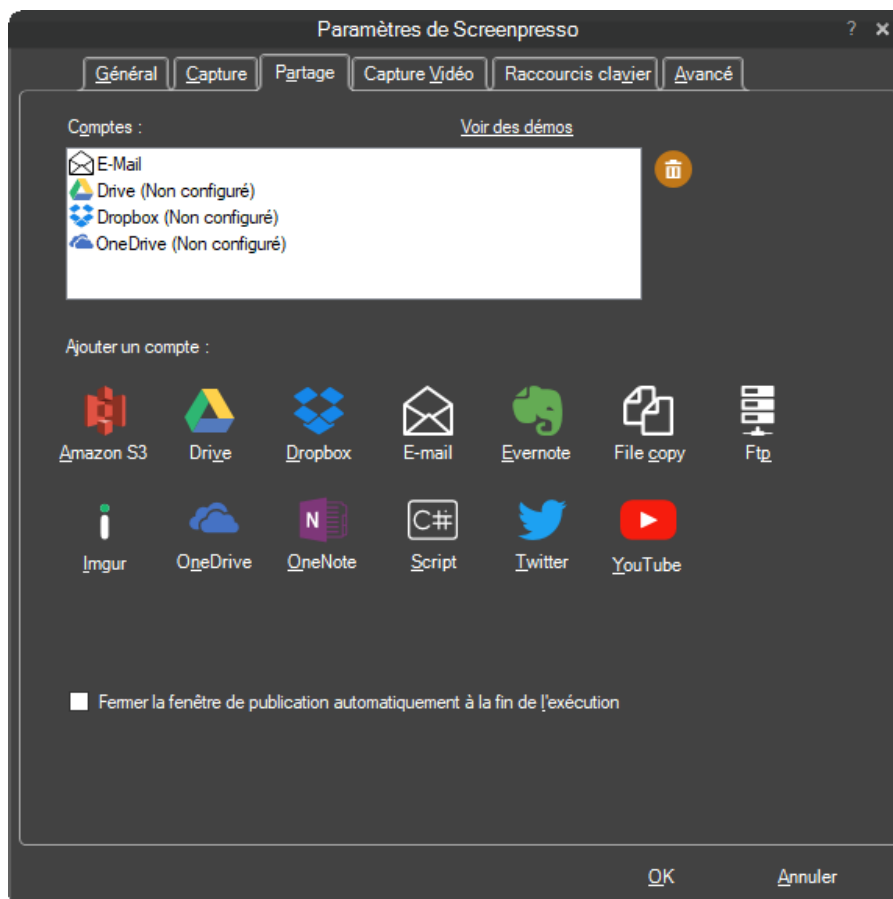 Paramètres de Screenpresso
? ×
Général Capture Partage Capture Vidéo Raccourcis clavier Avancé
Comptes : Voir des démos
E-Mail
Drive (Non configuré)
Dropbox (Non configuré)
OneDrive (Non configuré)
Ajouter un compte :
Amazon S3 Drive Dropbox E-mail Evernote File copy Ftp
N C#
Imgur OneDrive OneNote Script Twitter YouTube
Fermer la fenêtre de publication automatiquement à la fin de l'exécution
OK Annuler